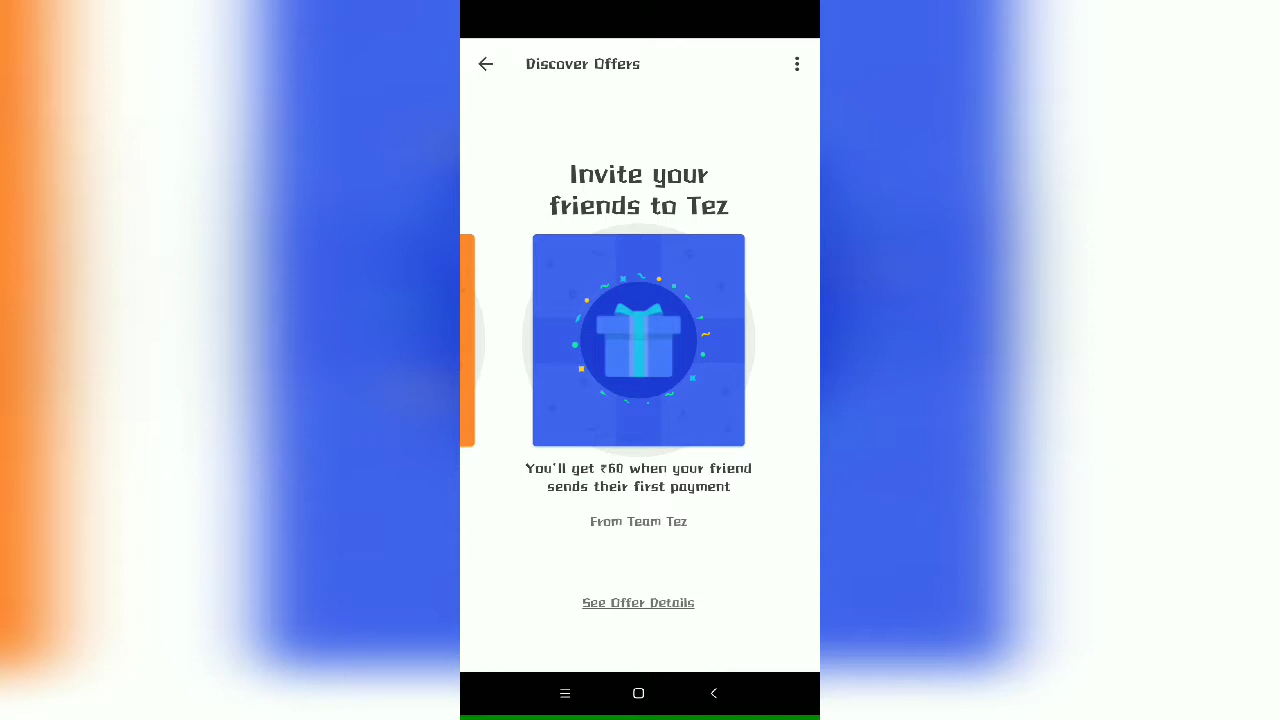 Discover Offers
Invite your
friends to Tez
You'll get ₹60 when your friend
sends their first payment
From Team Tez
See Offer Details